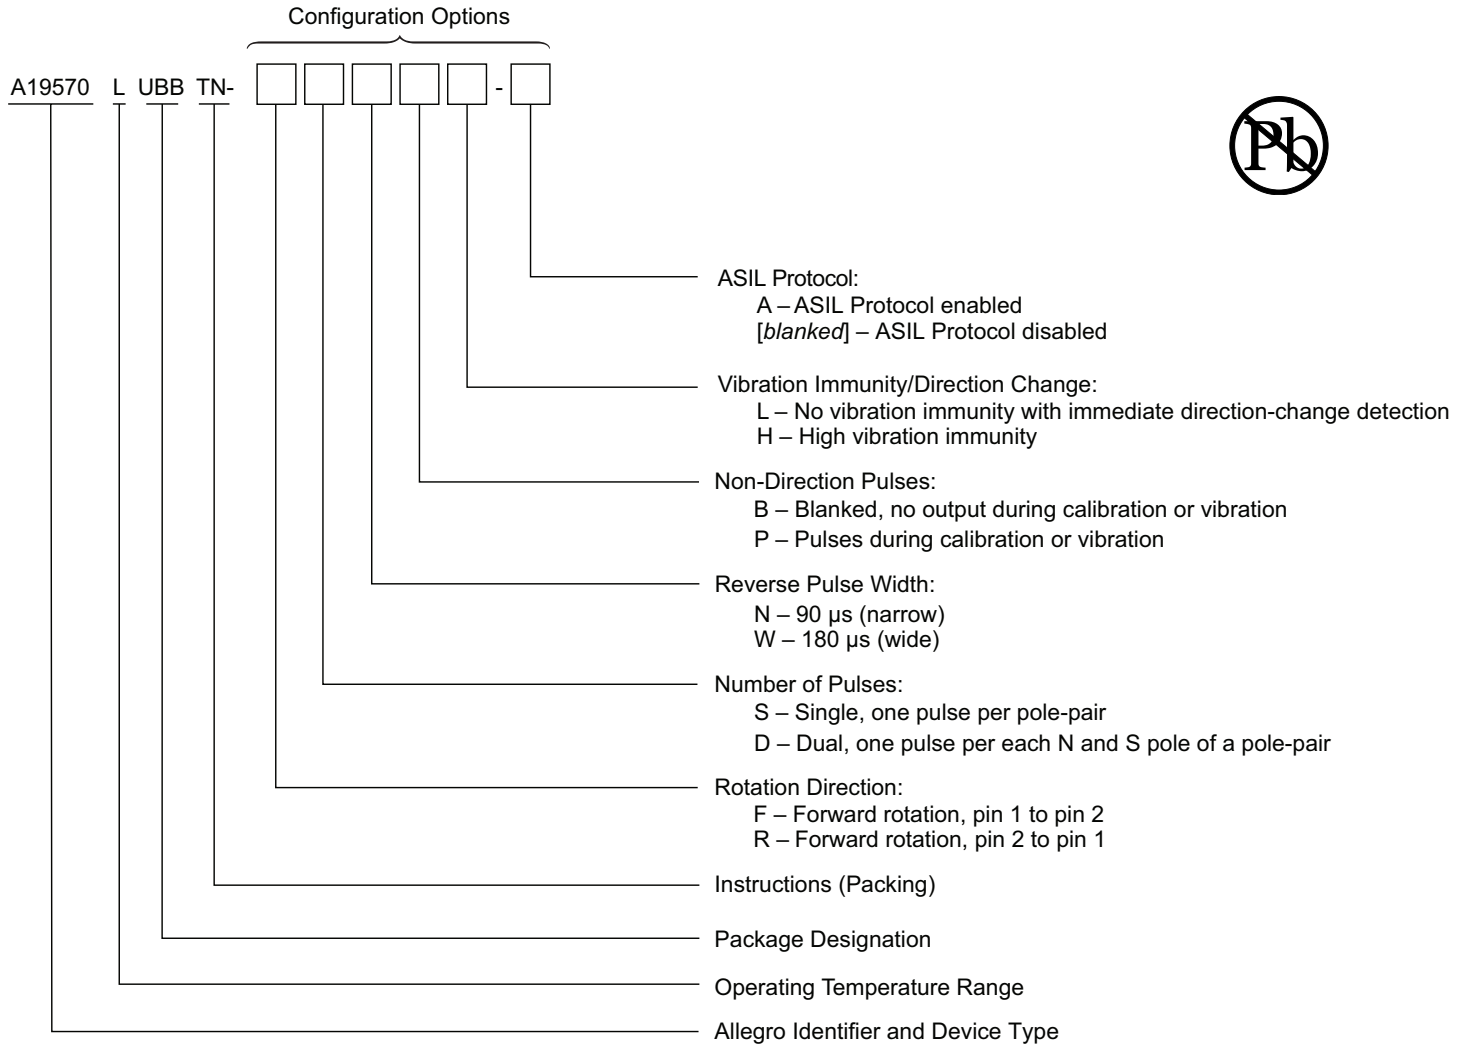 Configuration Options
A19570 L UBB TN- -
Pb
ASIL Protocol:
A – ASIL Protocol enabled
[blanked] – ASIL Protocol disabled
Vibration Immunity/Direction Change:
L – No vibration immunity with immediate direction-change detection
H – High vibration immunity
Non-Direction Pulses:
B – Blanked, no output during calibration or vibration
P – Pulses during calibration or vibration
Reverse Pulse Width:
N – 90 µs (narrow)
W – 180 µs (wide)
Number of Pulses:
S – Single, one pulse per pole-pair
D – Dual, one pulse per each N and S pole of a pole-pair
Rotation Direction:
F – Forward rotation, pin 1 to pin 2
R – Forward rotation, pin 2 to pin 1
Instructions (Packing)
Package Designation
Operating Temperature Range
Allegro Identifier and Device Type